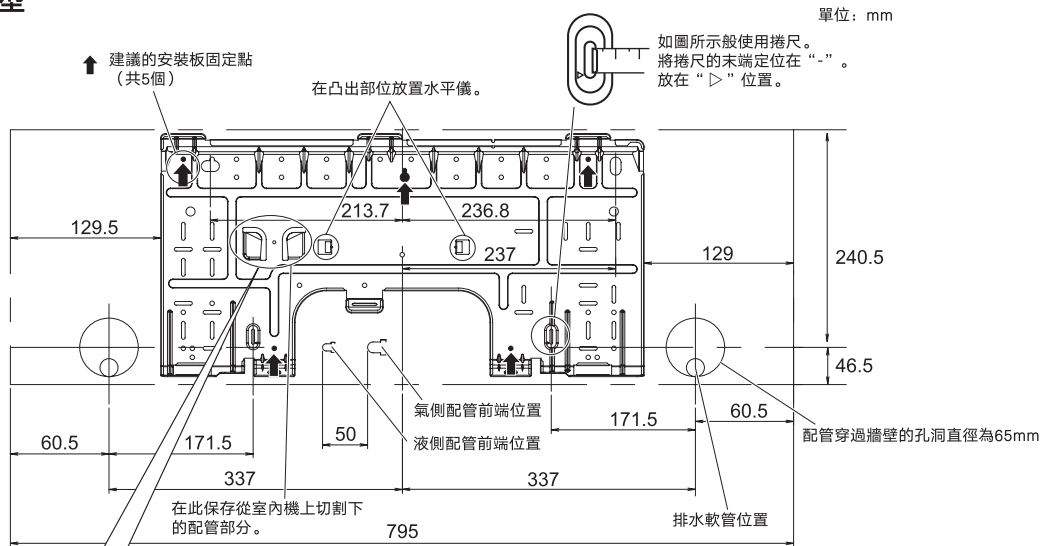 型
單位：mm
建議的安裝板固定點
（共5個）
在凸出部位放置水平儀。
如圖所示般使用捲尺。
將捲尺的末端定位在“-”。
放在“▷”位置。
213.7
236.8
129.5
237
129
240.5
46.5
氣側配管前端位置
液側配管前端位置
50
60.5
171.5
171.5
60.5
配管穿過牆壁的孔洞直徑為65mm
337
337
在此保存從室內機上切割下
的配管部分。
排水軟管位置
795